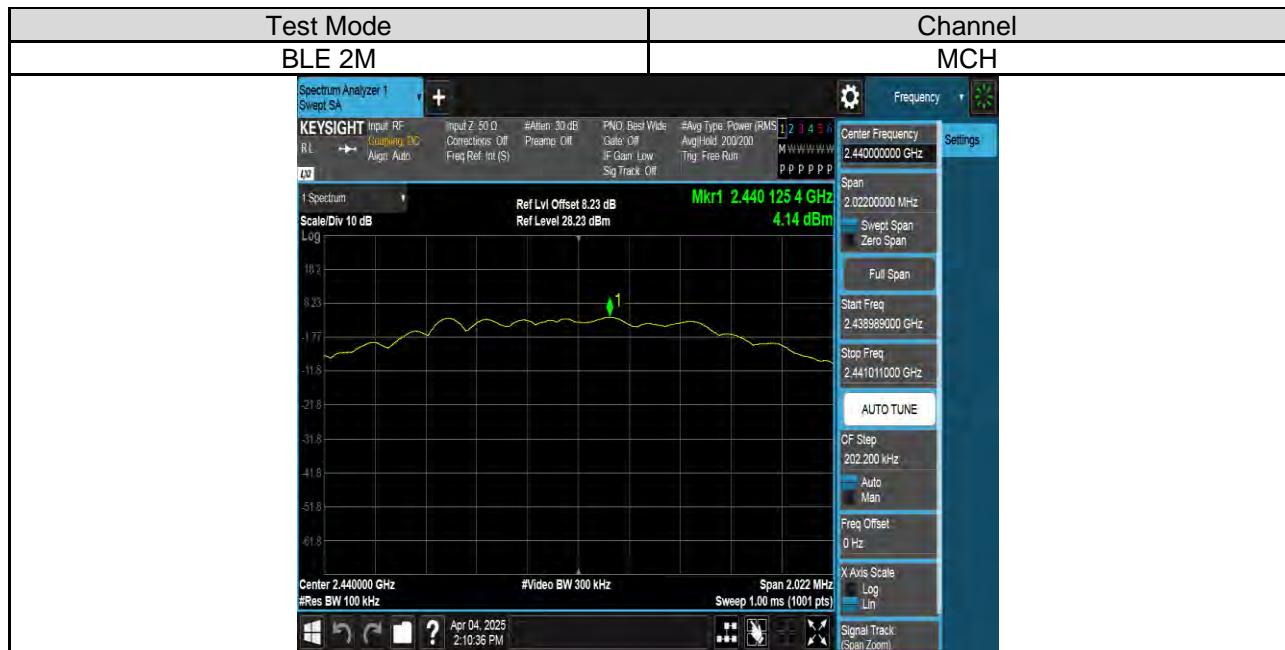 Test Mode Channel
BLE 2M MCH
Spectrum Analyzer 1
Swept SA
+
Frequency
KEYSIGHT Input: RF Input Z: 50 Ω #Atten: 30 dB PNO: Best Wide #Avg Type: Power (RMS 1 2 3 4 5 6
RL Coupling: DC Corrections: Off Preamp: Off Gate: Off Avg|Hold: 200/200 M W W W W W
Align: Auto Freq Ref: Int (S) IF Gain: Low Trig: Free Run
Sig Track: Off P P P P P P
LXI
1 Spectrum
Ref Lvl Offset 8.23 dB Mkr1 2.440 125 4 GHz
Scale/Div 10 dB Ref Level 28.23 dBm 4.14 dBm
Log
18.2
8.23
1
-1.77
-11.8
-21.8
-31.8
-41.8
-51.8
-61.8
Center 2.440000 GHz #Video BW 300 kHz Span 2.022 MHz
#Res BW 100 kHz Sweep 1.00 ms (1001 pts)
?
Apr 04, 2025
2:10:36 PM
Center Frequency
2.440000000 GHz
Settings
Span
2.02200000 MHz
Swept Span
Zero Span
Full Span
Start Freq
2.438989000 GHz
Stop Freq
2.441011000 GHz
AUTO TUNE
CF Step
202.200 kHz
Auto
Man
Freq Offset
0 Hz
X Axis Scale
Log
Lin
Signal Track
(Span Zoom)